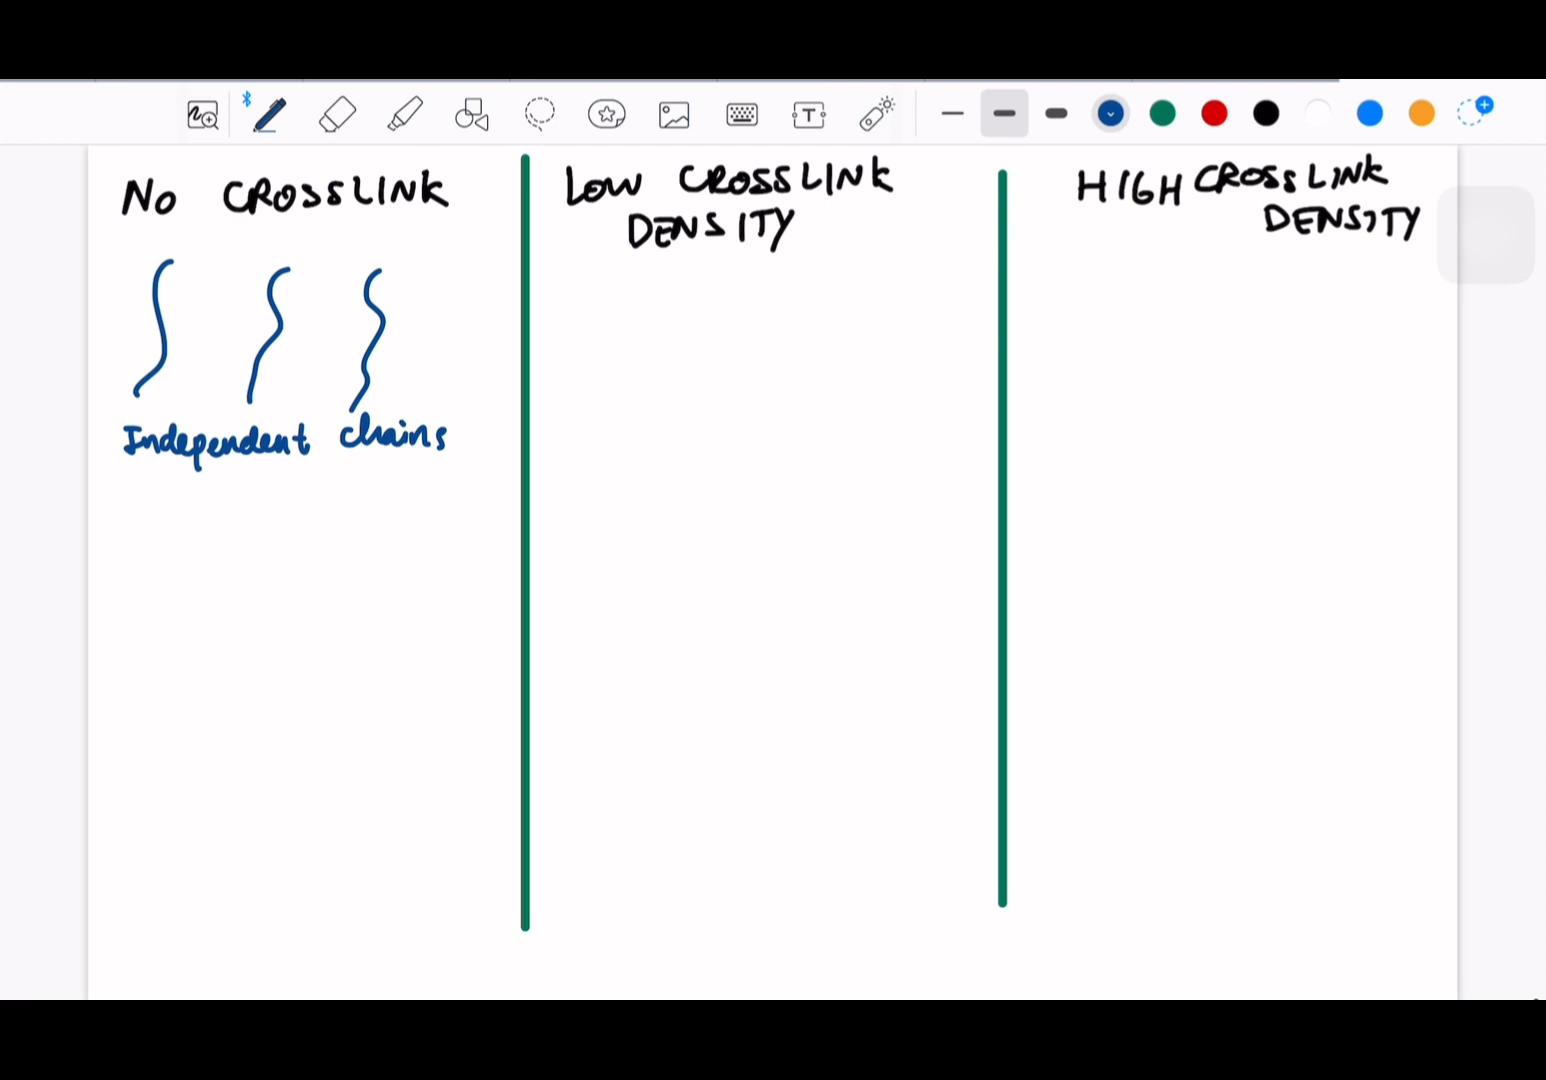 No CROSSLINK
Independent chains
Low CROSSLINK
DENSITY
HIGH CROSSLINK
DENSITY